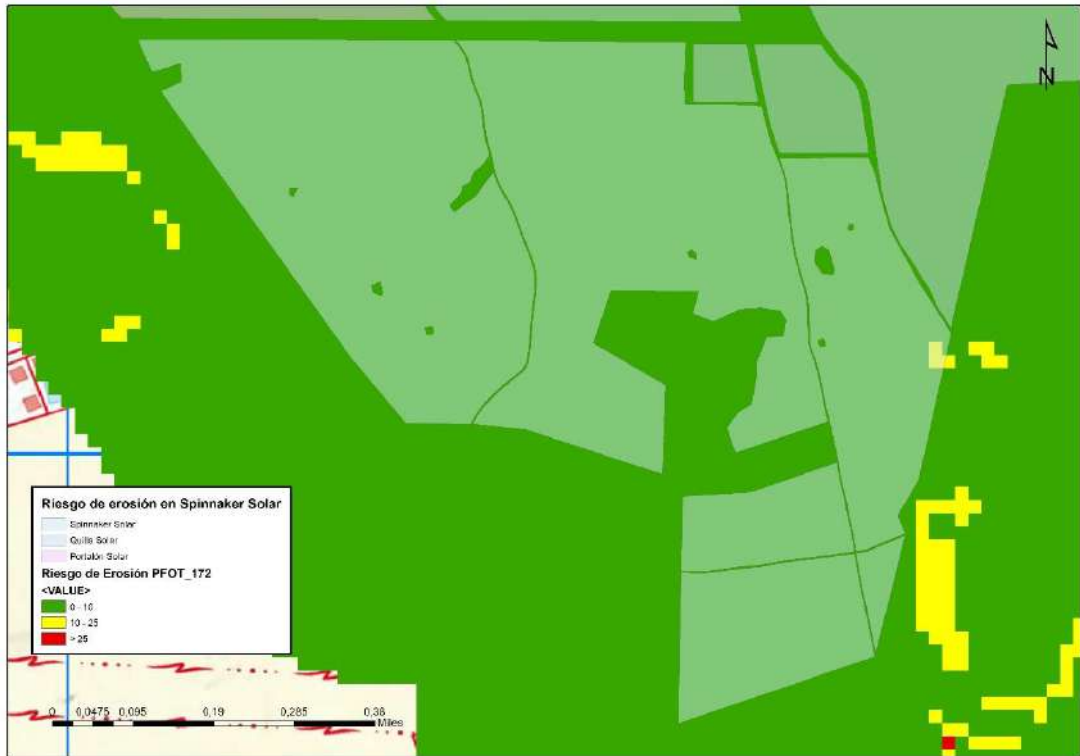 N
Riesgo de erosión en Spinnaker Solar
Spinnaker Solar
Quilla Solar
Portalón Solar
Riesgo de Erosión PFOT_172
<VALUE>
0 - 10
10 - 25
> 25
0 0,0475 0,095 0,19 0,285 0,38
Miles